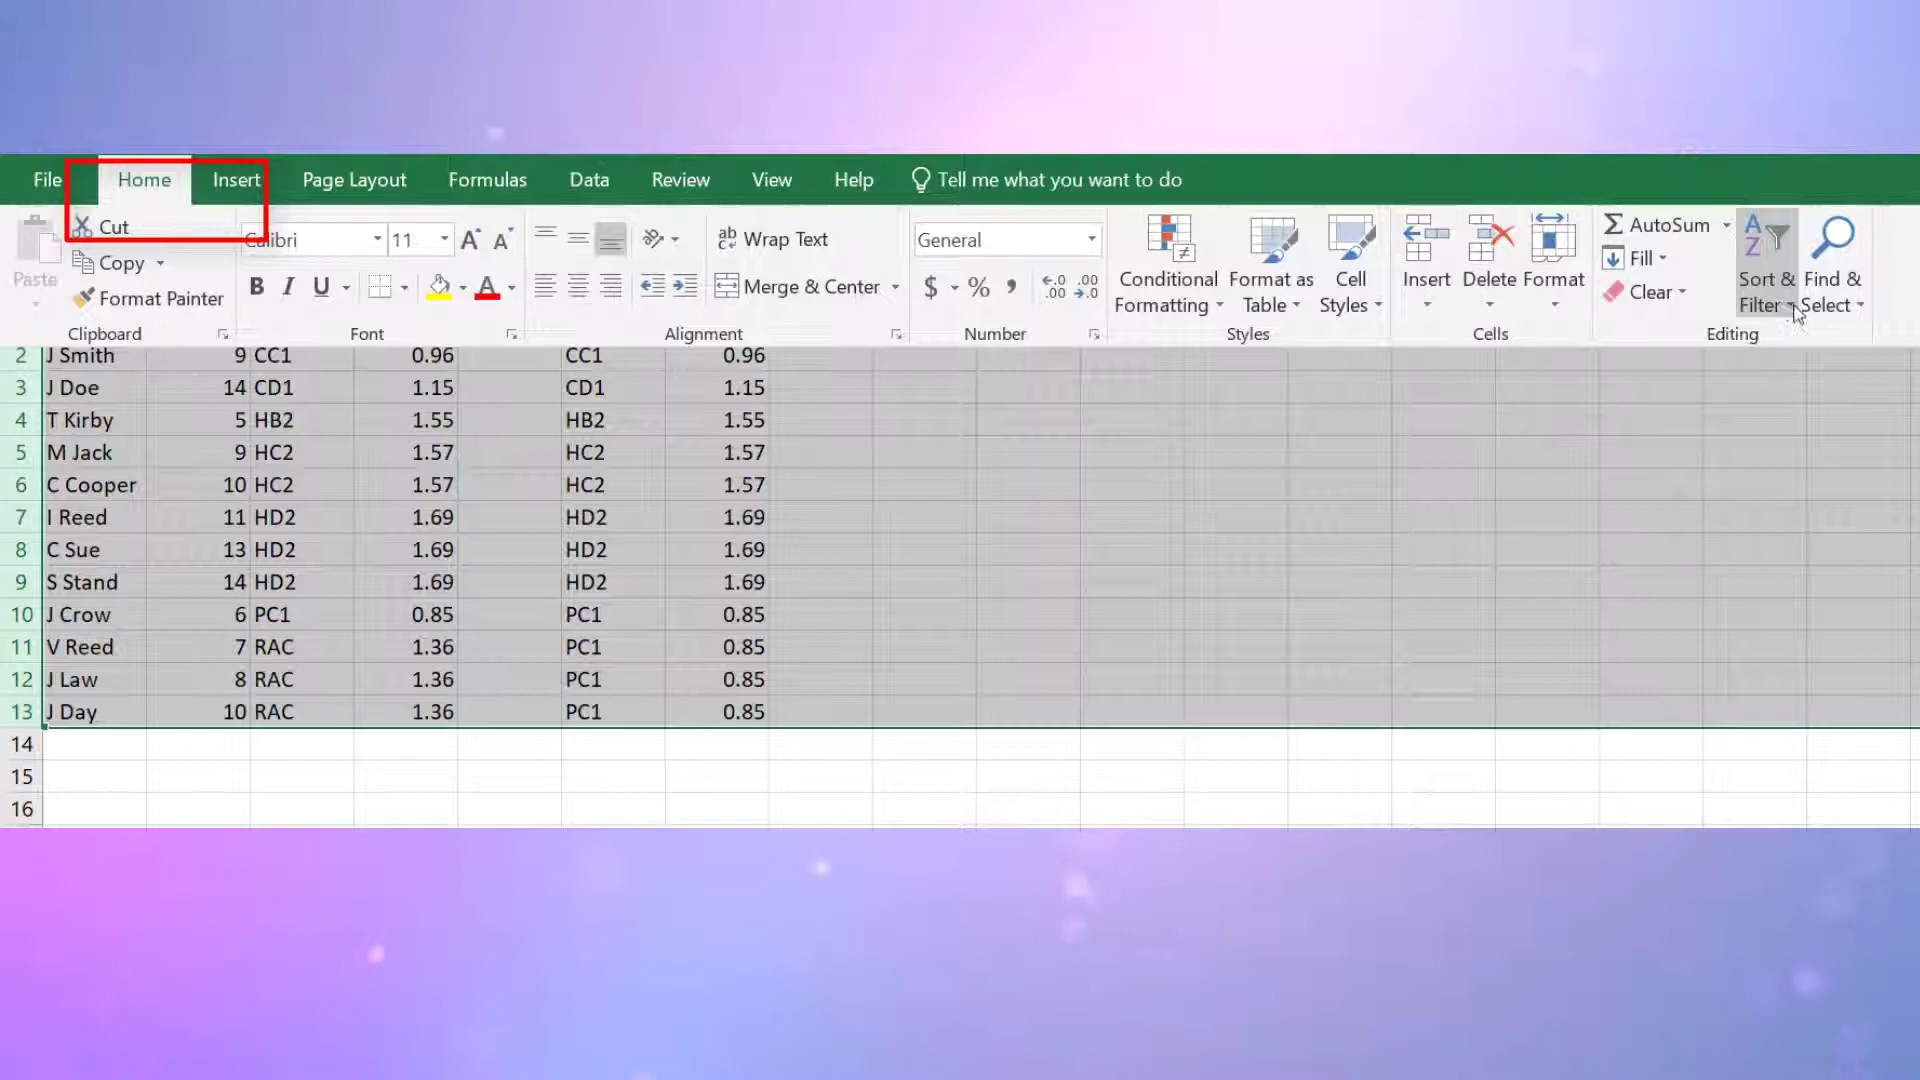 File Home Insert Page Layout Formulas Data Review View Help Tell me what you want to do
Paste
Cut
Copy
Format Painter
Clipboard
Calibri 11 A A
B I U A
Font
ab Wrap Text
Merge & Center
Alignment
General
$ % , .0 .00 .00 .0
Number
Conditional Formatting
Format as Table
Cell Styles
Styles
Insert Delete Format
Cells
Σ AutoSum
Fill
Clear
A Z
Sort & Filter
Find & Select
Editing
2 J Smith 9 CC1 0.96 CC1 0.96
3 J Doe 14 CD1 1.15 CD1 1.15
4 T Kirby 5 HB2 1.55 HB2 1.55
5 M Jack 9 HC2 1.57 HC2 1.57
6 C Cooper 10 HC2 1.57 HC2 1.57
7 I Reed 11 HD2 1.69 HD2 1.69
8 C Sue 13 HD2 1.69 HD2 1.69
9 S Stand 14 HD2 1.69 HD2 1.69
10 J Crow 6 PC1 0.85 PC1 0.85
11 V Reed 7 RAC 1.36 PC1 0.85
12 J Law 8 RAC 1.36 PC1 0.85
13 J Day 10 RAC 1.36 PC1 0.85
14
15
16